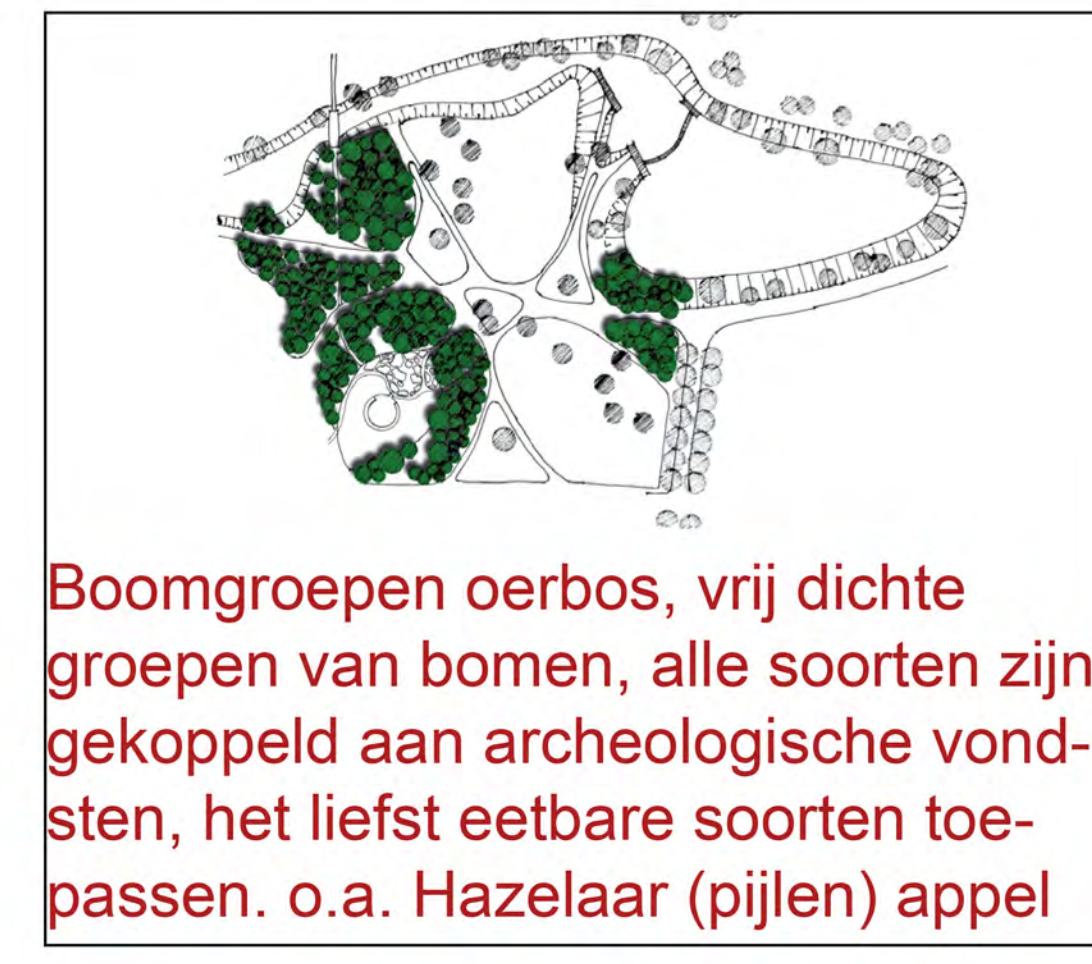 Boomgroepen oerbos, vrij dichte
groepen van bomen, alle soorten zijn
gekoppeld aan archeologische vond-
sten, het liefst eetbare soorten toe-
passen. o.a. Hazelaar (pijlen) appel